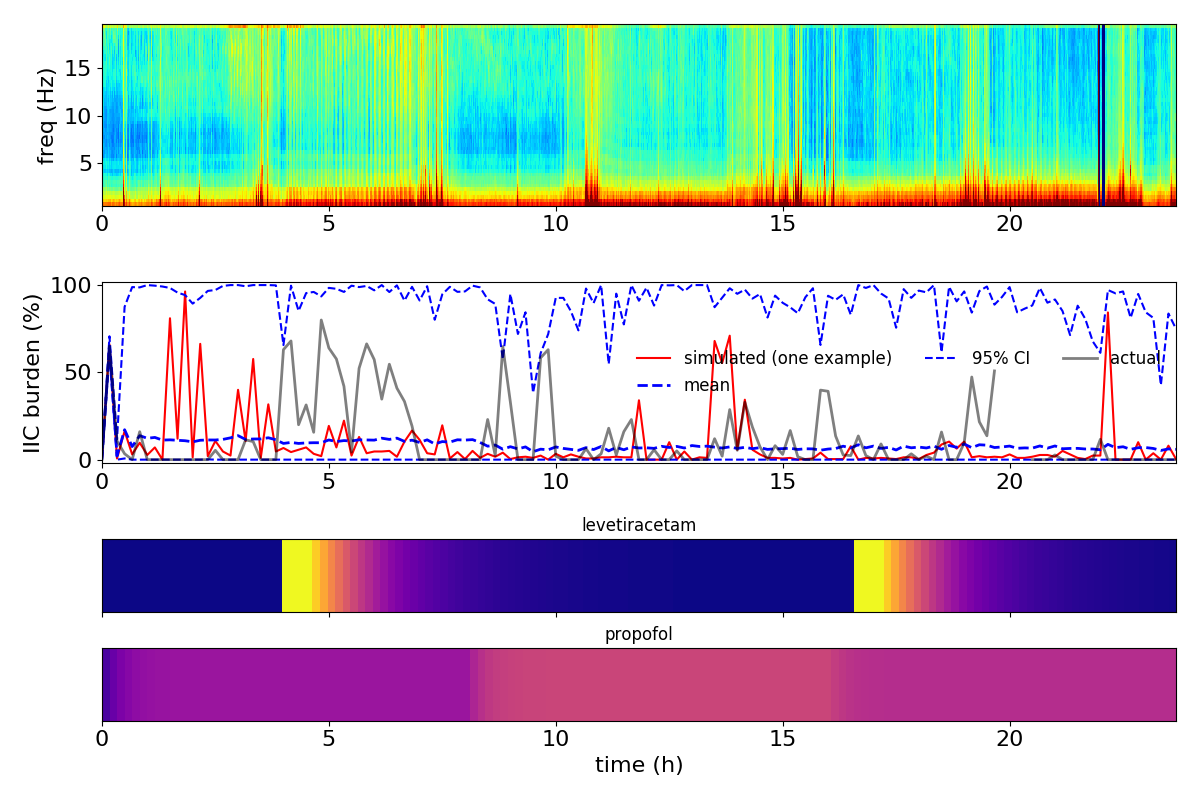 freq (Hz)
15
10
5
0 5 10 15 20
IIC burden (%)
100
50
0
simulated (one example) 95% CI actual
mean
0 5 10 15 20
levetiracetam
propofol
0 5 10 15 20
time (h)